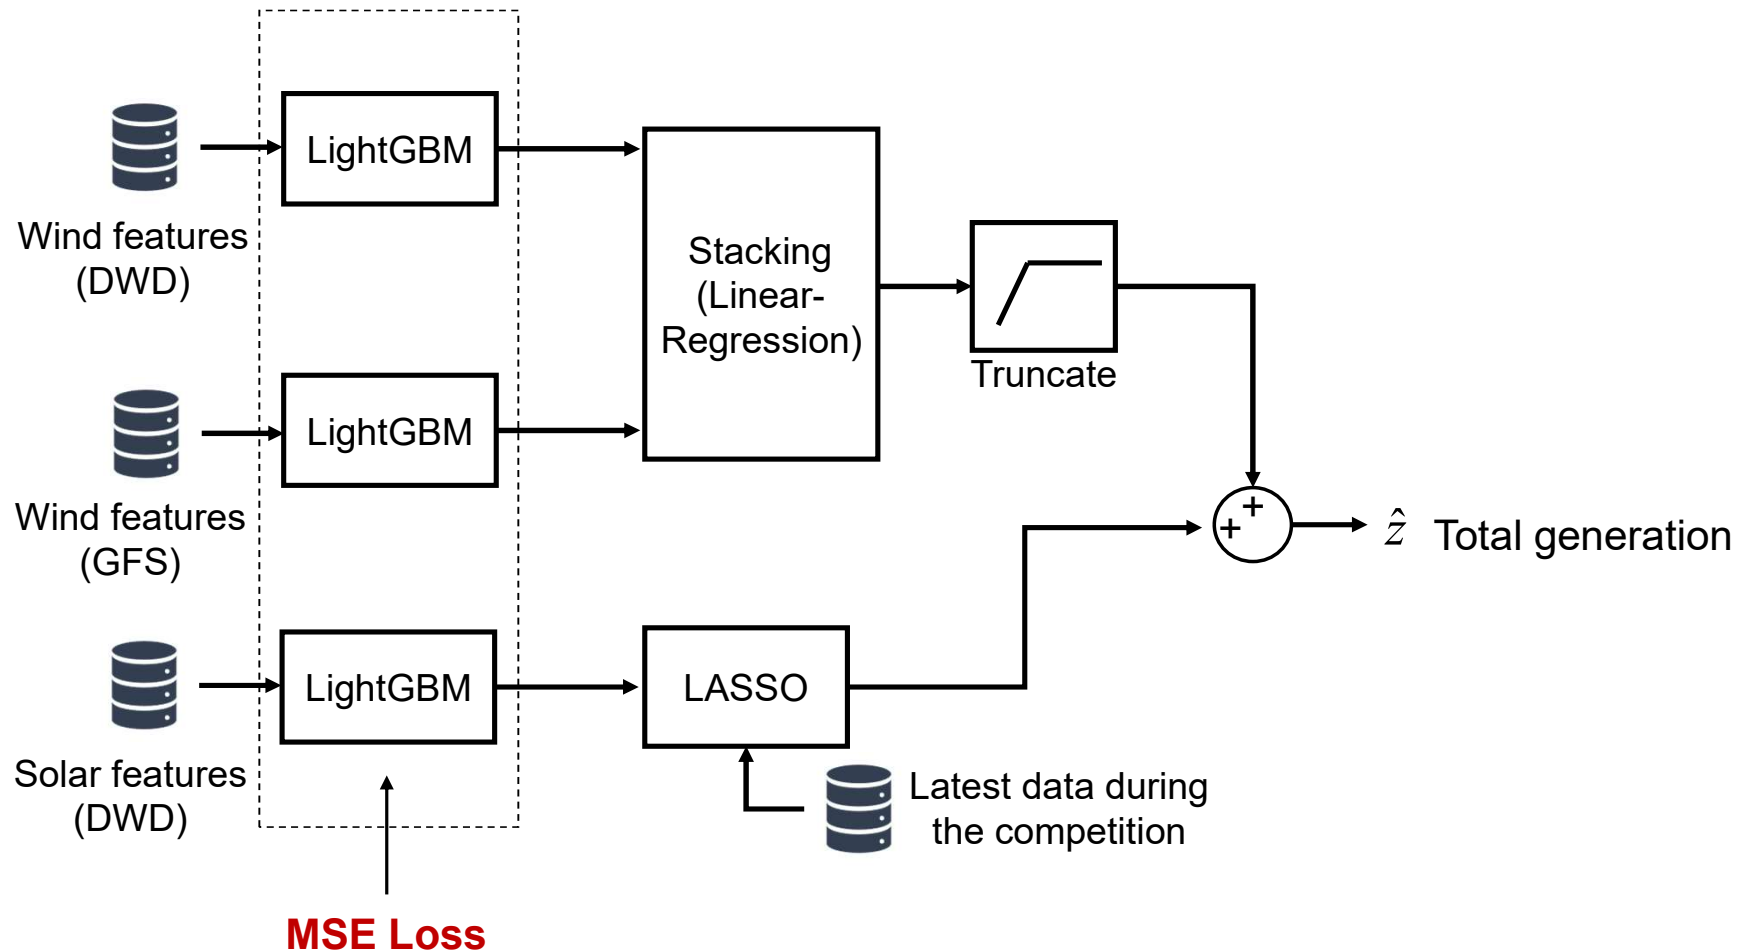 Wind features
(DWD)
LightGBM
Wind features
(GFS)
LightGBM
Solar features
(DWD)
LightGBM
MSE Loss
Stacking
(Linear-
Regression)
Truncate
LASSO
Latest data during
the competition
+
+
ẑ Total generation